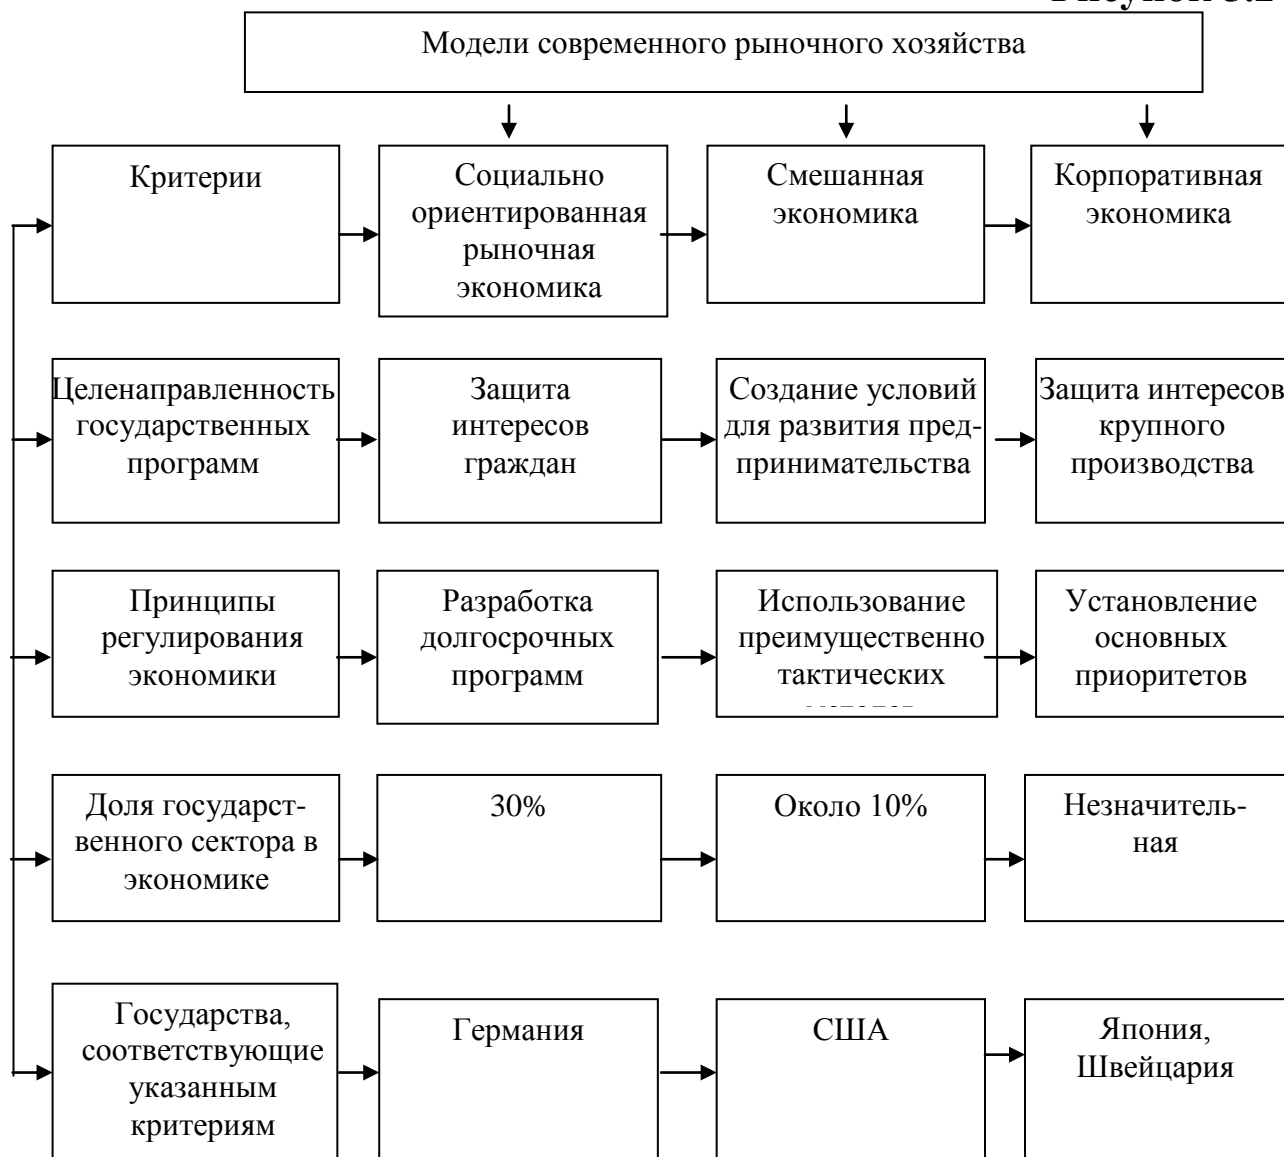 Модели современного рыночного хозяйства
Критерии
Социально
ориентированная
рыночная
экономика
Смешанная
экономика
Корпоративная
экономика
Целенаправленность
государственных
программ
Защита
интересов
граждан
Создание условий
для развития пред-
принимательства
Защита интересов
крупного
производства
Принципы
регулирования
экономики
Разработка
долгосрочных
программ
Использование
преимущественно
тактических
Установление
основных
приоритетов
Доля государст-
венного сектора в
экономике
30%
Около 10%
Незначитель-
ная
Государства,
соответствующие
указанным
критериям
Германия
США
Япония,
Швейцария